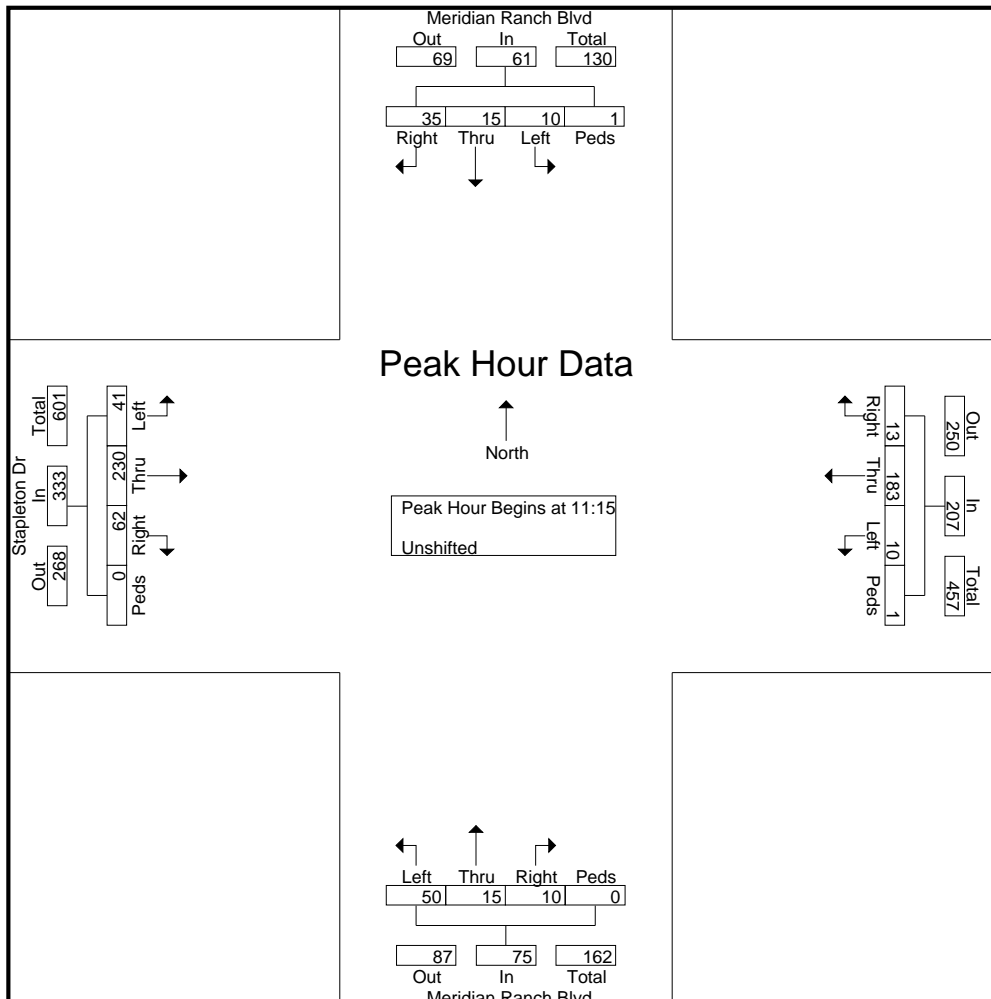 Meridian Ranch Blvd
Out In Total
69 61 130
35 15 10 1
Right Thru Left Peds
Peak Hour Data
North
Peak Hour Begins at 11:15
Unshifted
Stapleton Dr
Out In Total
268 333 601
0 62 230 41
Peds Right Thru Left
Out In Total
250 207 457
13 183 10 1
Right Thru Left Peds
Left Thru Right Peds
50 15 10 0
87 75 162
Out In Total
Meridian Ranch Blvd